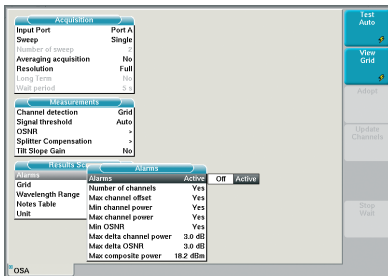 Acquisition
Input Port Port A
Sweep Single
Number of sweep 2
Averaging acquisition No
Resolution Full
Long Term No
Wall period 5 s
Measurements
Channel detection Grid
Signal threshold Auto
OSNR >
Splitter Compensation >
Tilt Slope Gain No
Results Sc
Alarms
Grid
Wavelength Range
Notes Table
Unit
Alarms
Alarms Active Off Active
Number of channels Yes
Max channel offset Yes
Min channel power Yes
Max channel power Yes
Min OSNR Yes
Max delta channel power 3.0 dB
Max delta OSNR 3.0 dB
Max composite power 18.2 dBm
Test Auto
View Grid
Adopt
Update Channels
Stop Wait
OSA